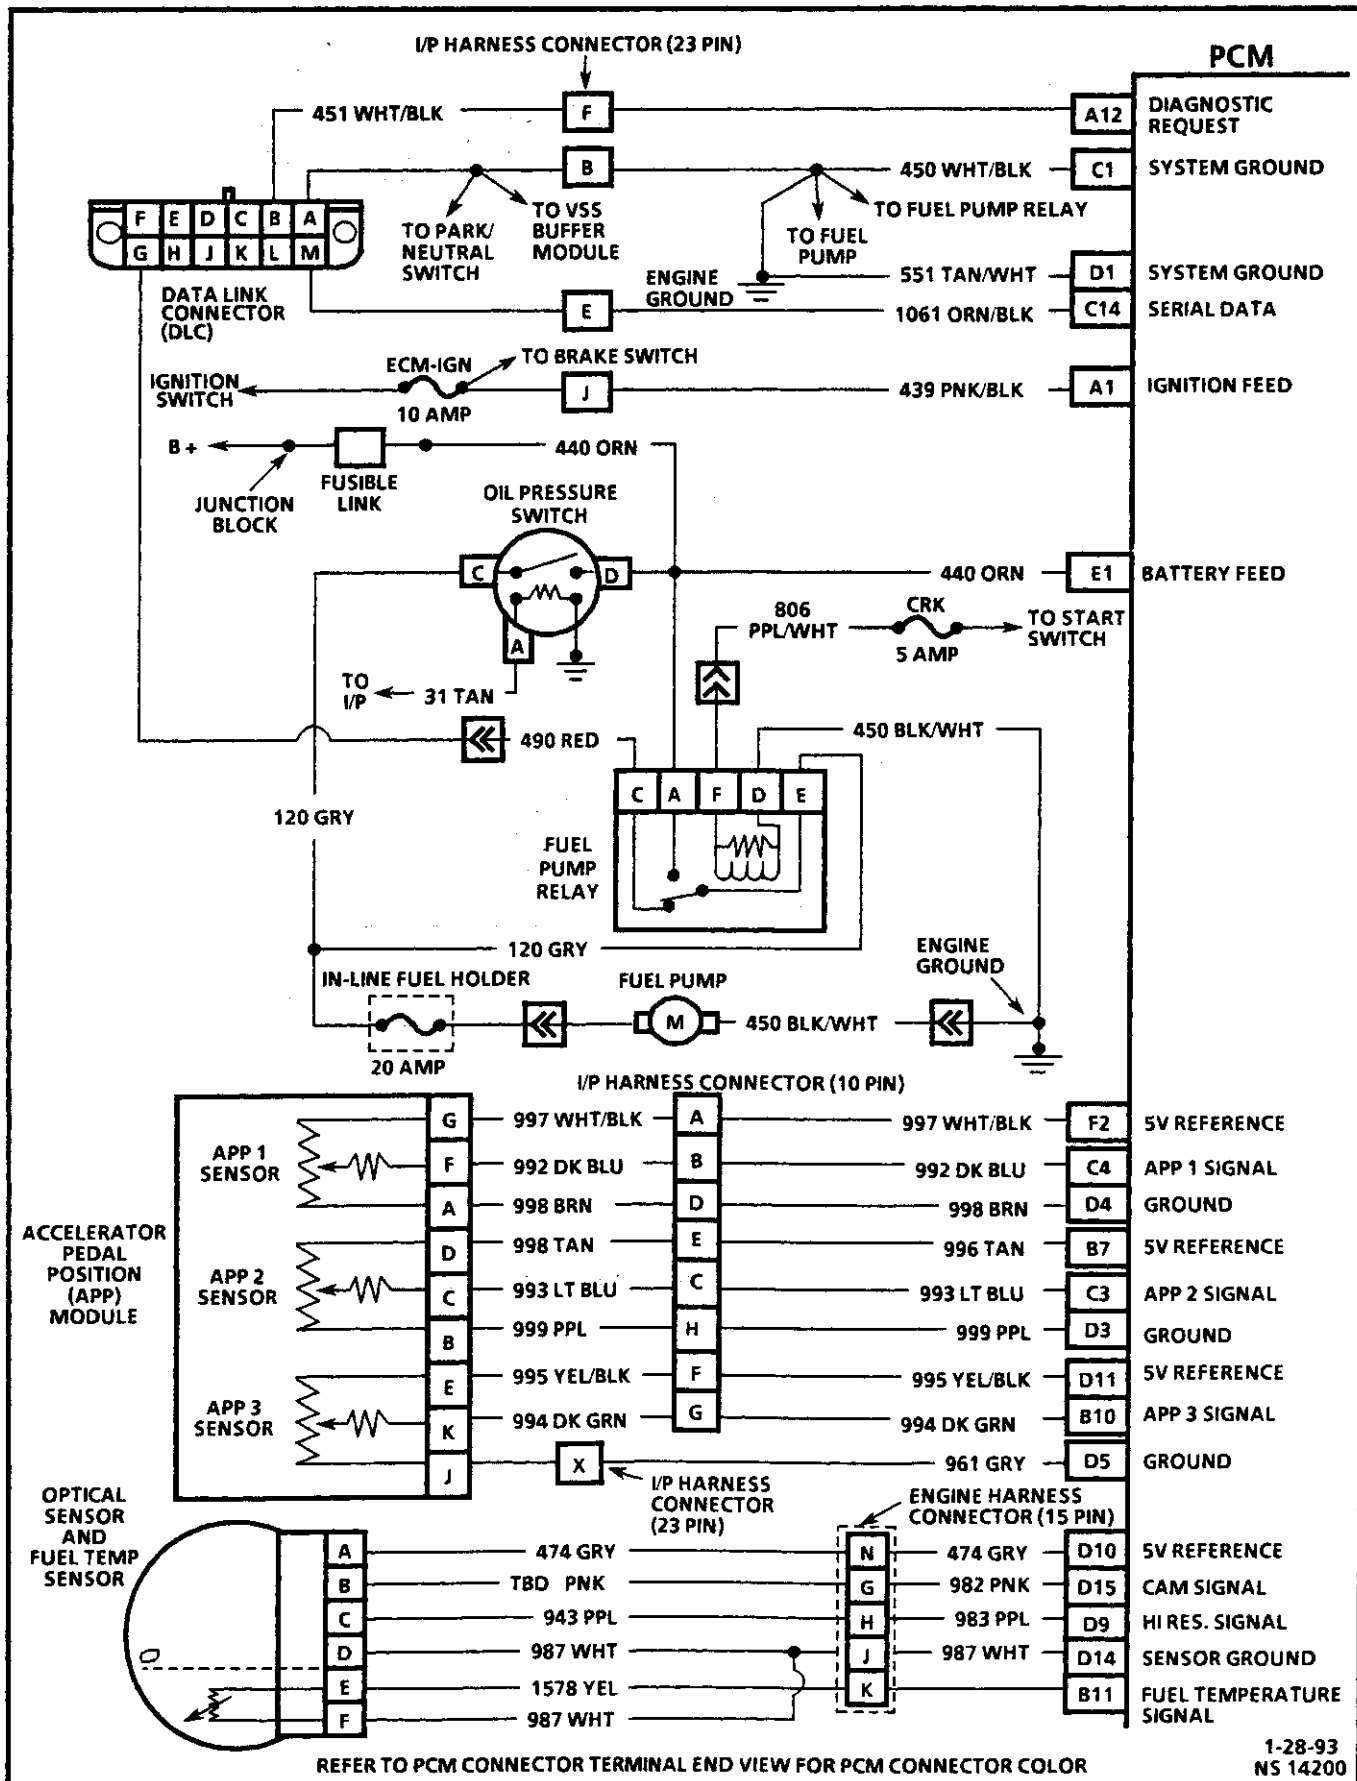 I/P HARNESS CONNECTOR (23 PIN)
PCM
451 WHT/BLK
F
A12
DIAGNOSTIC
REQUEST
B
450 WHT/BLK
C1
SYSTEM GROUND
TO PARK/
NEUTRAL
SWITCH
TO VSS
BUFFER
MODULE
TO FUEL PUMP RELAY
TO FUEL
PUMP
F E D C B A
G H J K L M
DATA LINK
CONNECTOR
(DLC)
ENGINE
GROUND
551 TAN/WHT
D1
SYSTEM GROUND
E
1061 ORN/BLK
C14
SERIAL DATA
IGNITION
SWITCH
ECM-IGN
10 AMP
TO BRAKE SWITCH
J
439 PNK/BLK
A1
IGNITION FEED
B +
440 ORN
JUNCTION
BLOCK
FUSIBLE
LINK
OIL PRESSURE
SWITCH
C
D
A
440 ORN
E1
BATTERY FEED
806
PPL/WHT
CRK
5 AMP
TO START
SWITCH
TO
I/P
31 TAN
490 RED
450 BLK/WHT
C A F D E
120 GRY
FUEL
PUMP
RELAY
120 GRY
ENGINE
GROUND
IN-LINE FUEL HOLDER
20 AMP
FUEL PUMP
M
450 BLK/WHT
I/P HARNESS CONNECTOR (10 PIN)
ACCELERATOR
PEDAL
POSITION
(APP)
MODULE
APP 1
SENSOR
G 997 WHT/BLK A 997 WHT/BLK F2 5V REFERENCE
F 992 DK BLU B 992 DK BLU C4 APP 1 SIGNAL
A 998 BRN D 998 BRN D4 GROUND
APP 2
SENSOR
D 998 TAN E 996 TAN B7 5V REFERENCE
C 993 LT BLU C 993 LT BLU C3 APP 2 SIGNAL
B 999 PPL H 999 PPL D3 GROUND
APP 3
SENSOR
E 995 YEL/BLK F 995 YEL/BLK D11 5V REFERENCE
K 994 DK GRN G 994 DK GRN B10 APP 3 SIGNAL
J X 961 GRY D5 GROUND
I/P HARNESS
CONNECTOR
(23 PIN)
ENGINE HARNESS
CONNECTOR (15 PIN)
OPTICAL
SENSOR
AND
FUEL TEMP
SENSOR
A 474 GRY N 474 GRY D10 5V REFERENCE
B TBD PNK G 982 PNK D15 CAM SIGNAL
C 943 PPL H 983 PPL D9 HI RES. SIGNAL
D 987 WHT J 987 WHT D14 SENSOR GROUND
E 1578 YEL K B11 FUEL TEMPERATURE
SIGNAL
F 987 WHT
REFER TO PCM CONNECTOR TERMINAL END VIEW FOR PCM CONNECTOR COLOR
1-28-93
NS 14200